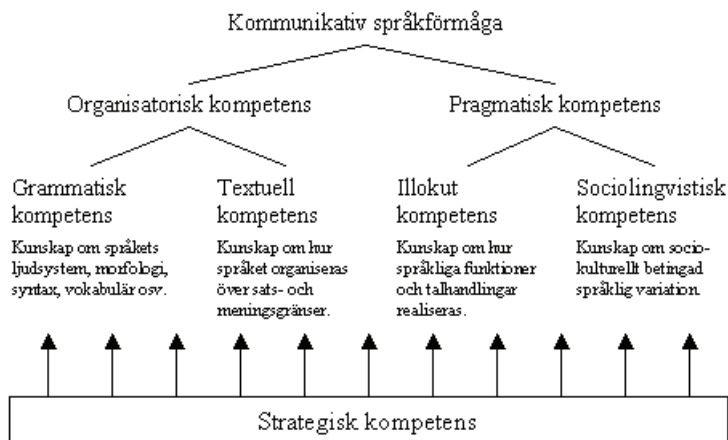 Kommunikativ språkförmåga
Organisatorisk kompetens
Pragmatisk kompetens
Grammatisk
kompetens
Kunskap om språkets
ljudsystem, morfologi,
syntax, vokabulär osv.
Textuell
kompetens
Kunskap om hur
språket organiseras
över sats- och
meningsgränser.
Illokut
kompetens
Kunskap om hur
språkliga funktioner
och talhandlingar
realiseras.
Sociolingvistisk
kompetens
Kunskap om socio-
kulturellt betingad
språklig variation.
Strategisk kompetens